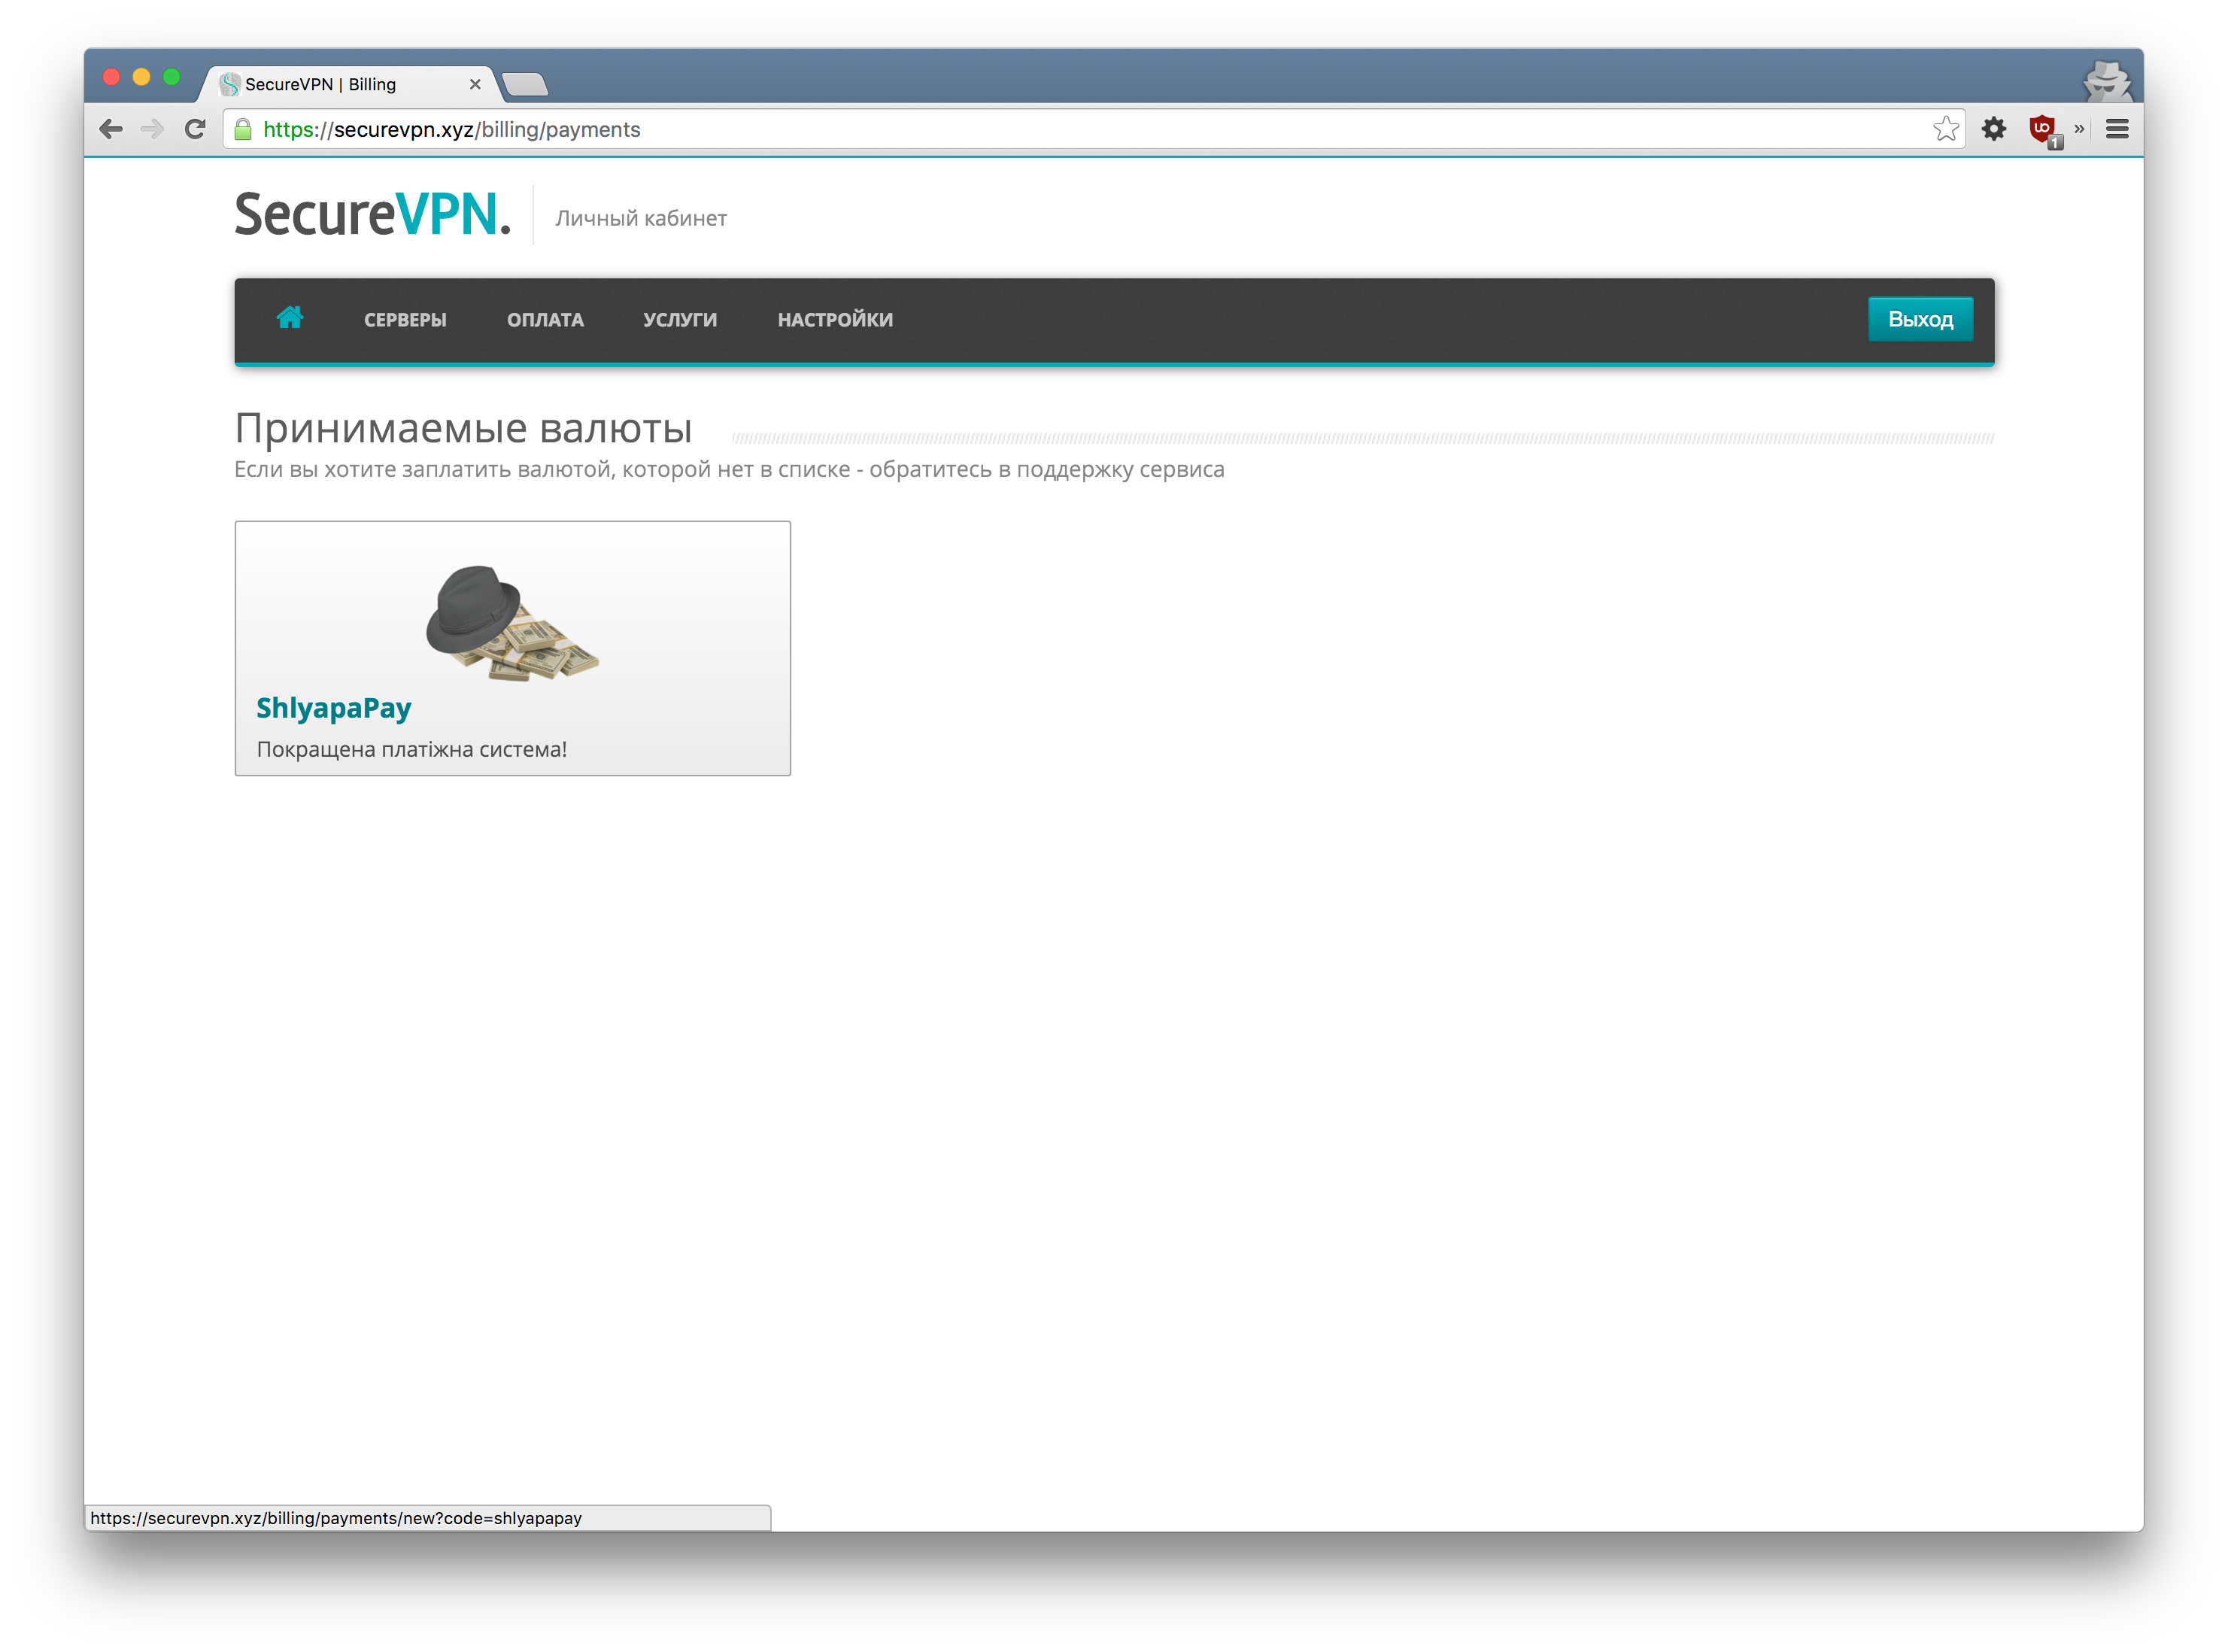 SecureVPN | Billing
https://securevpn.xyz/billing/payments
1
SecureVPN.
Личный кабинет
СЕРВЕРЫ ОПЛАТА УСЛУГИ НАСТРОЙКИ Выход
Принимаемые валюты
Если вы хотите заплатить валютой, которой нет в списке - обратитесь в поддержку сервиса
ShlyapaPay
Покращена платіжна система!
https://securevpn.xyz/billing/payments/new?code=shlyapapay